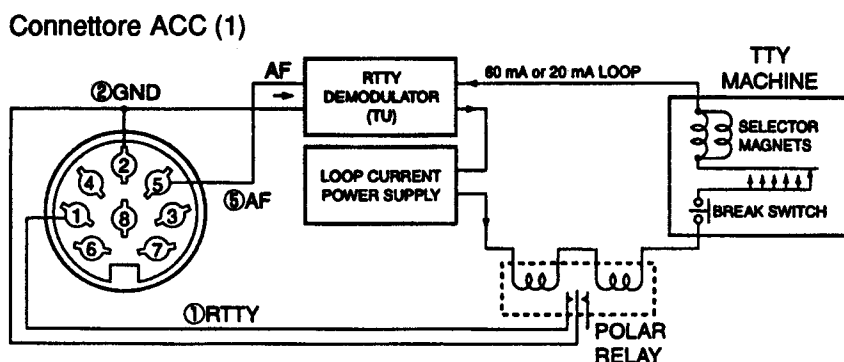 Connettore ACC (1)
②GND
AF
RTTY
DEMODULATOR
(TU)
60 mA or 20 mA LOOP
TTY
MACHINE
SELECTOR
MAGNETS
LOOP CURRENT
POWER SUPPLY
BREAK SWITCH
2
4
5
1
8
3
6
7
⑤AF
①RTTY
POLAR
RELAY